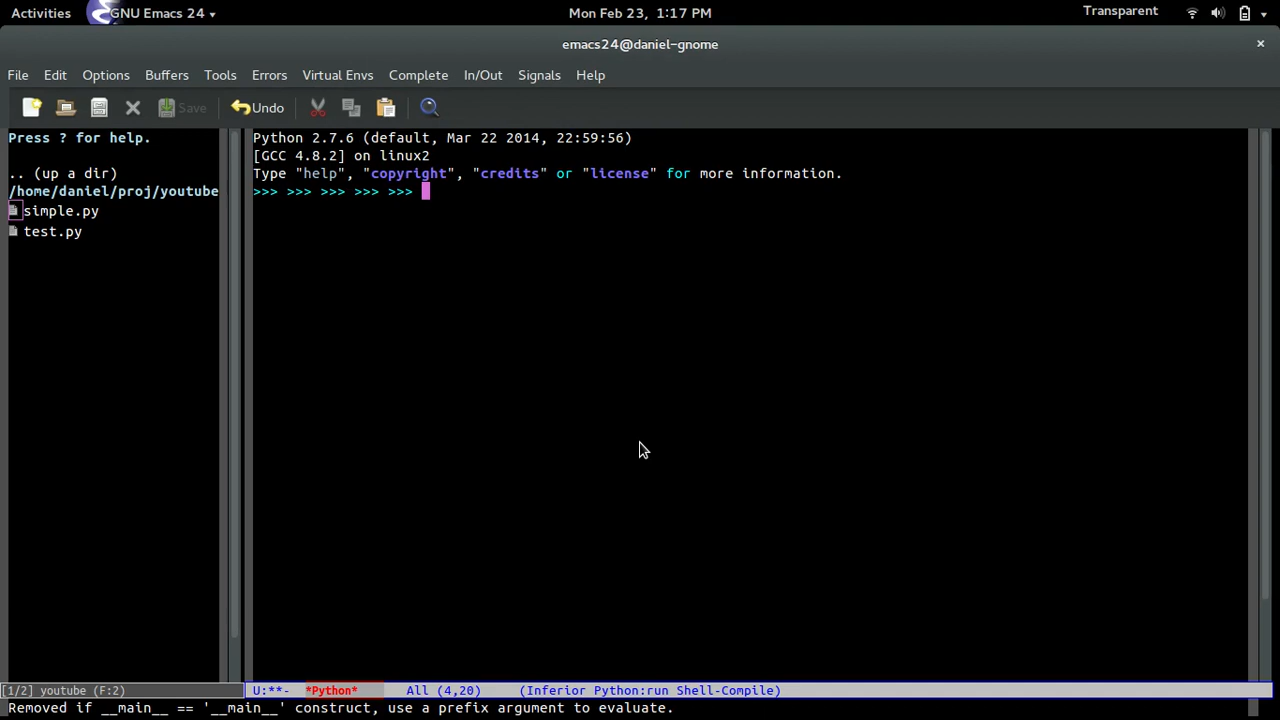 Activities GNU Emacs 24 Mon Feb 23, 1:17 PM Transparent
emacs24@daniel-gnome
File Edit Options Buffers Tools Errors Virtual Envs Complete In/Out Signals Help
Save Undo
Press ? for help.
.. (up a dir)
/home/daniel/proj/youtube
simple.py
test.py
Python 2.7.6 (default, Mar 22 2014, 22:59:56)
[GCC 4.8.2] on linux2
Type "help", "copyright", "credits" or "license" for more information.
>>> >>> >>> >>> >>>
[1/2] youtube (F:2)
U:**- *Python* All (4,20) (Inferior Python:run Shell-Compile)
Removed if __main__ == '__main__' construct, use a prefix argument to evaluate.